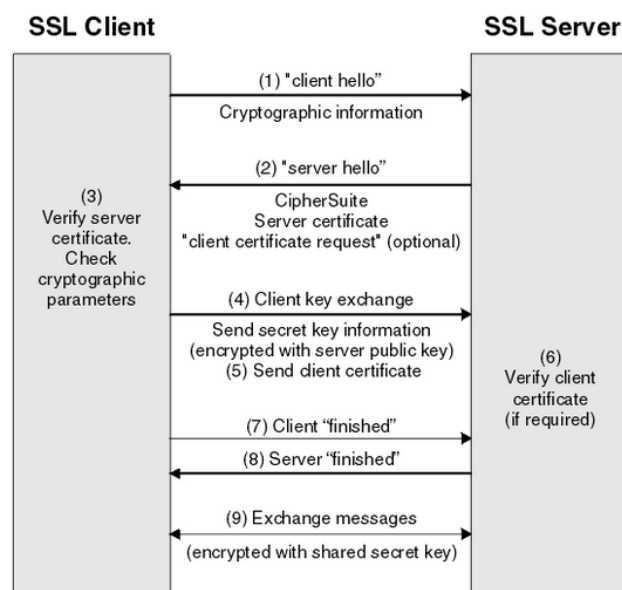 SSL Client
SSL Server
(1) "client hello”
Cryptographic information
(2) "server hello”
CipherSuite
Server certificate
"client certificate request" (optional)
(3)
Verify server
certificate.
Check
cryptographic
parameters
(4) Client key exchange
Send secret key information
(encrypted with server public key)
(5) Send client certificate
(6)
Verify client
certificate
(if required)
(7) Client “finished”
(8) Server “finished”
(9) Exchange messages
(encrypted with shared secret key)